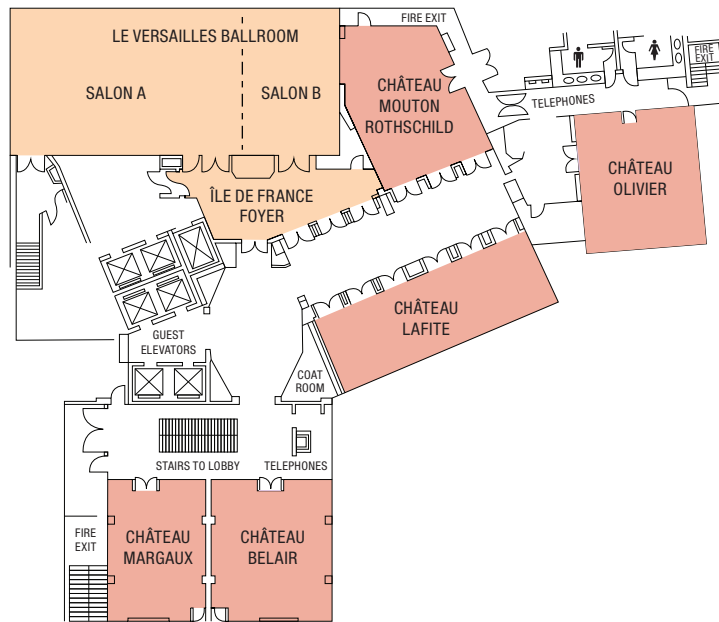 FIRE EXIT
LE VERSAILLES BALLROOM
SALON A
SALON B
CHÂTEAU
MOUTON
ROTHSCHILD
FIRE
EXIT
TELEPHONES
CHÂTEAU
OLIVIER
ÎLE DE FRANCE
FOYER
CHÂTEAU
LAFITE
GUEST
ELEVATORS
COAT
ROOM
STAIRS TO LOBBY
TELEPHONES
FIRE
EXIT
CHÂTEAU
MARGAUX
CHÂTEAU
BELAIR